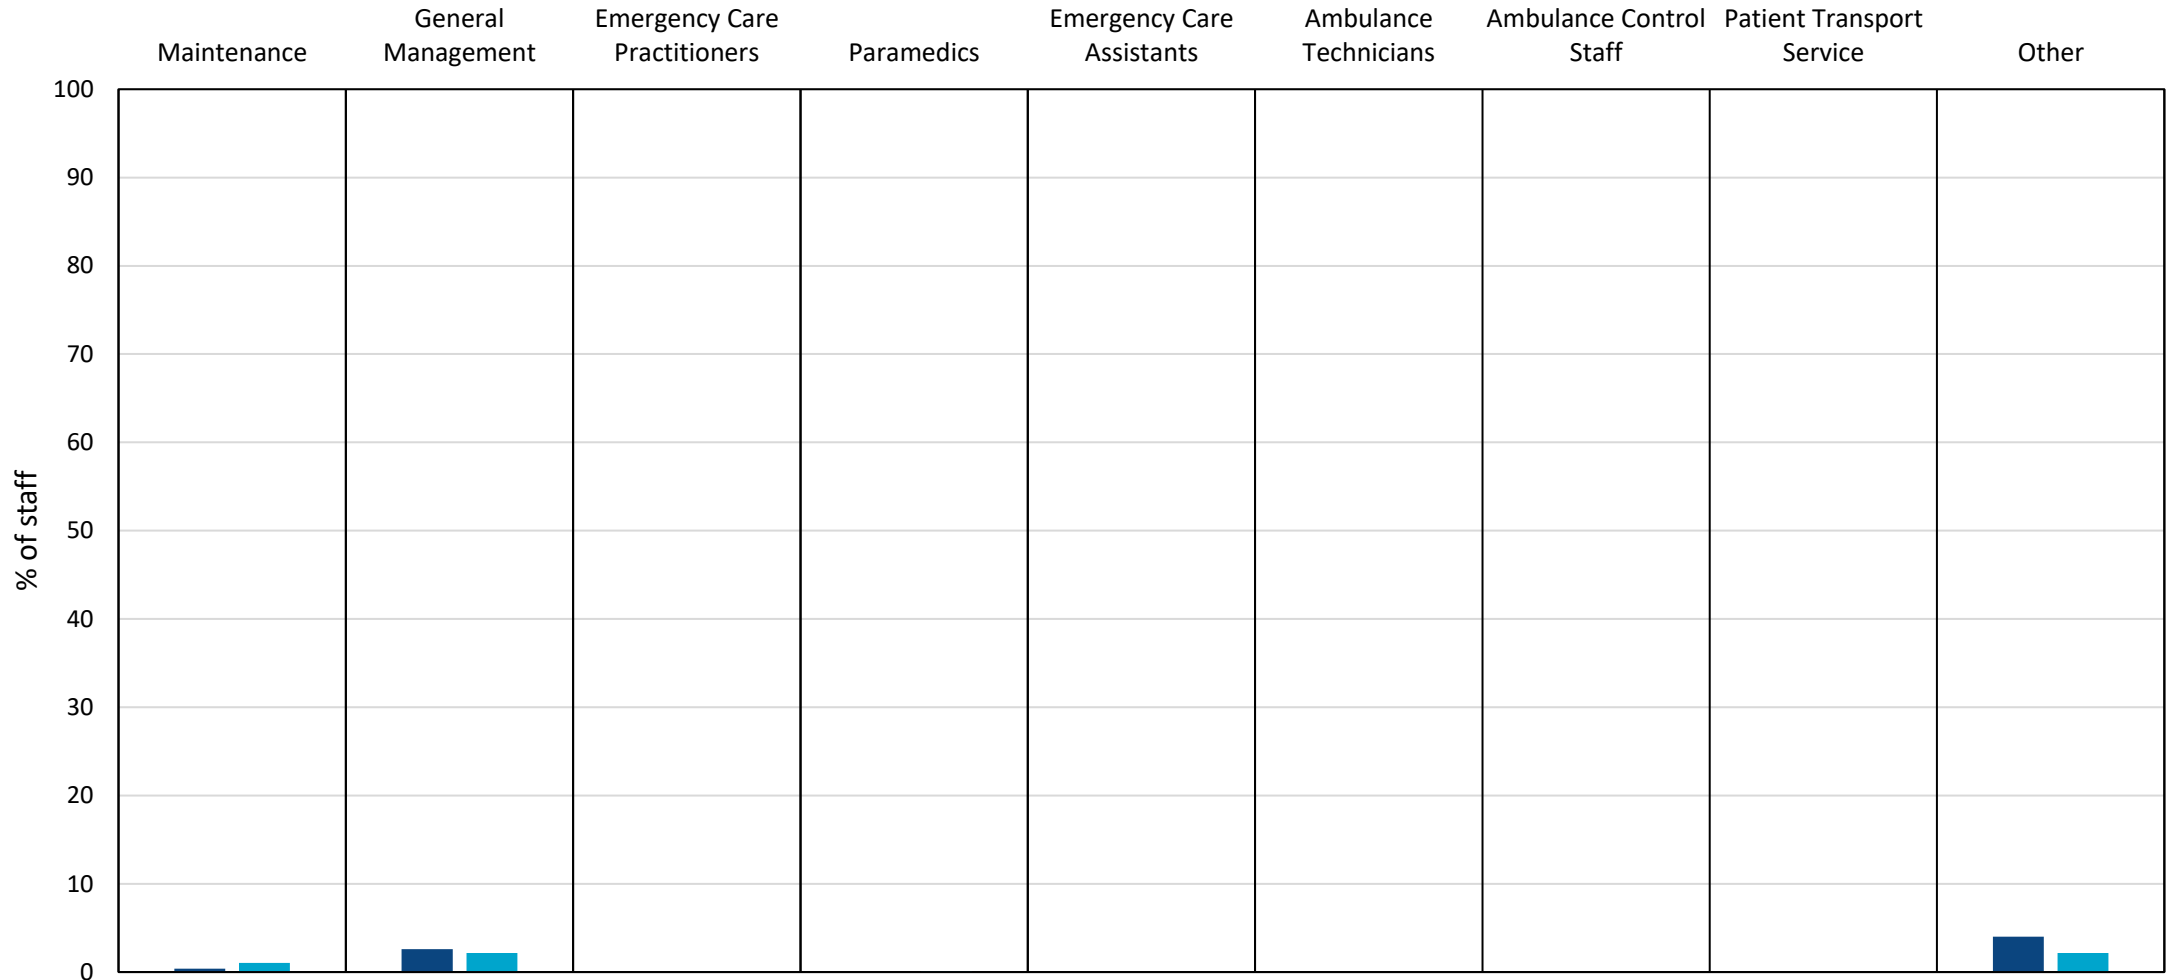 Maintenance
General
Management
Emergency Care
Practitioners
Paramedics
Emergency Care
Assistants
Ambulance
Technicians
Ambulance Control
Staff
Patient Transport
Service
Other
% of staff
100
90
80
70
60
50
40
30
20
10
0